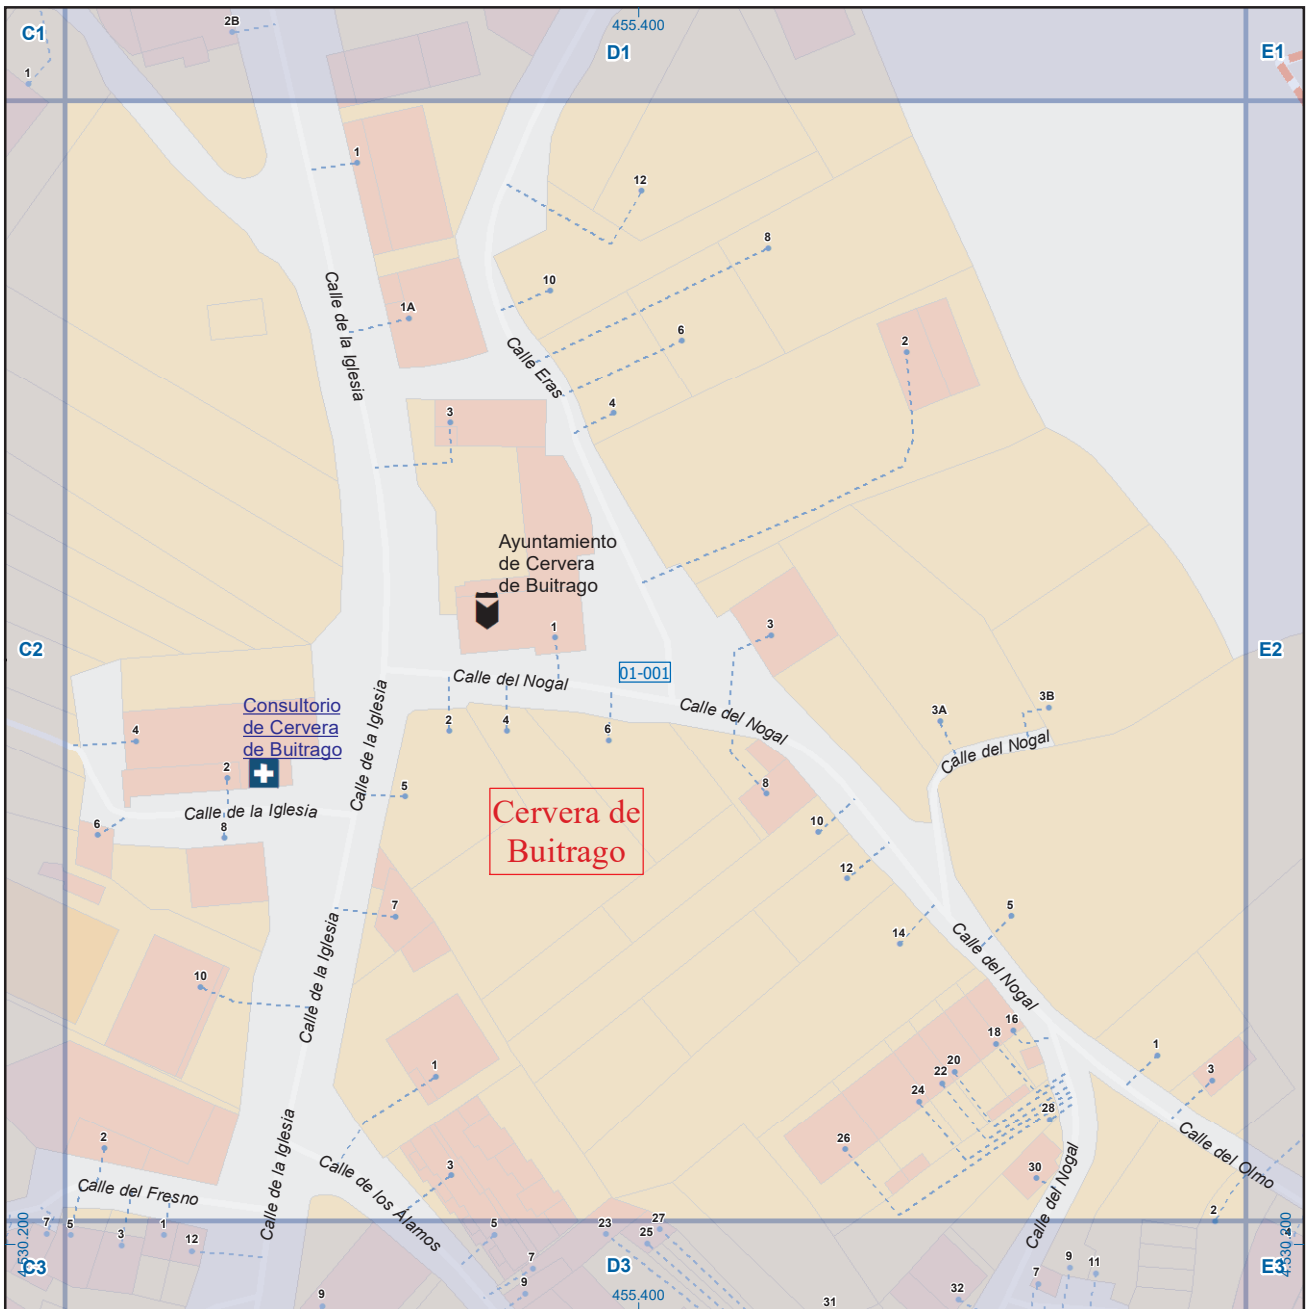 C1
2B
455.400
D1
E1
1
1
12
8
10
1A
6
2
4
3
Calle de la Iglesia
Calle Eras
Ayuntamiento
de Cervera
de Buitrago
1
3
C2
E2
01-001
Calle del Nogal
Calle del Nogal
2
4
6
3A
3B
Calle del Nogal
Consultorio
de Cervera
de Buitrago
4
2
Calle de la Iglesia
5
8
10
12
Calle de la Iglesia
6
8
Cervera de
Buitrago
7
14
5
Calle del Nogal
Calle de la Iglesia
10
16
18
20
22
24
1
3
1
28
26
30
2
3
Calle de la Iglesia
Calle de los Álamos
Calle del Nogal
Calle del Olmo
Calle del Fresno
7
5
3
1
12
5
23
25
27
2
4
4.530.200
C3
D3
E3
4.530.200
7
9
9
7
9
11
32
31
455.400